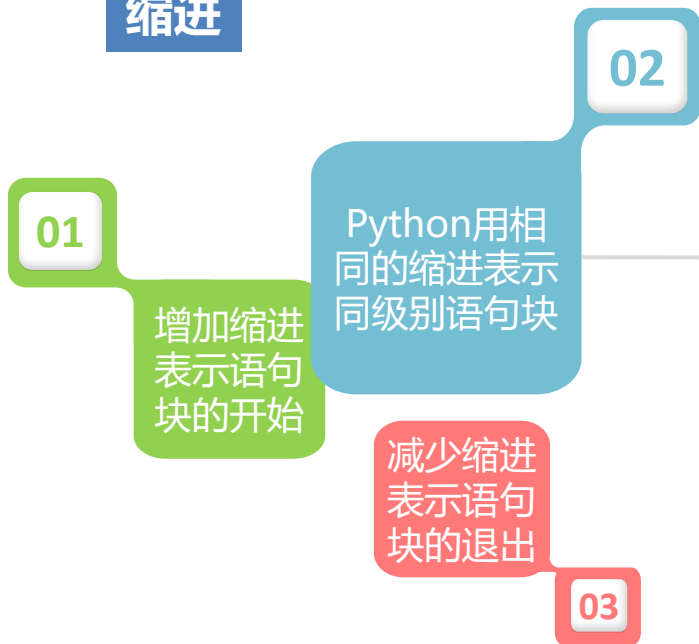 缩进
01
增加缩进
表示语句
块的开始
02
Python用相
同的缩进表示
同级别语句块
减少缩进
表示语句
块的退出
03